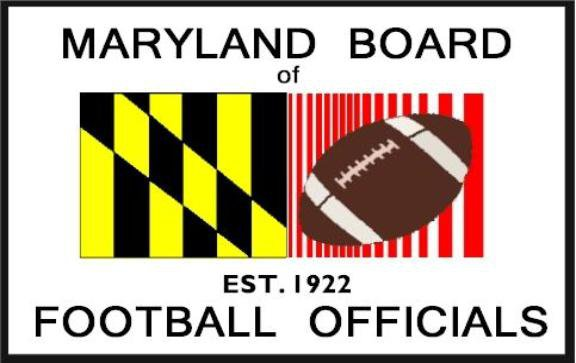 MARYLAND BOARD
of
EST. 1922
FOOTBALL OFFICIALS